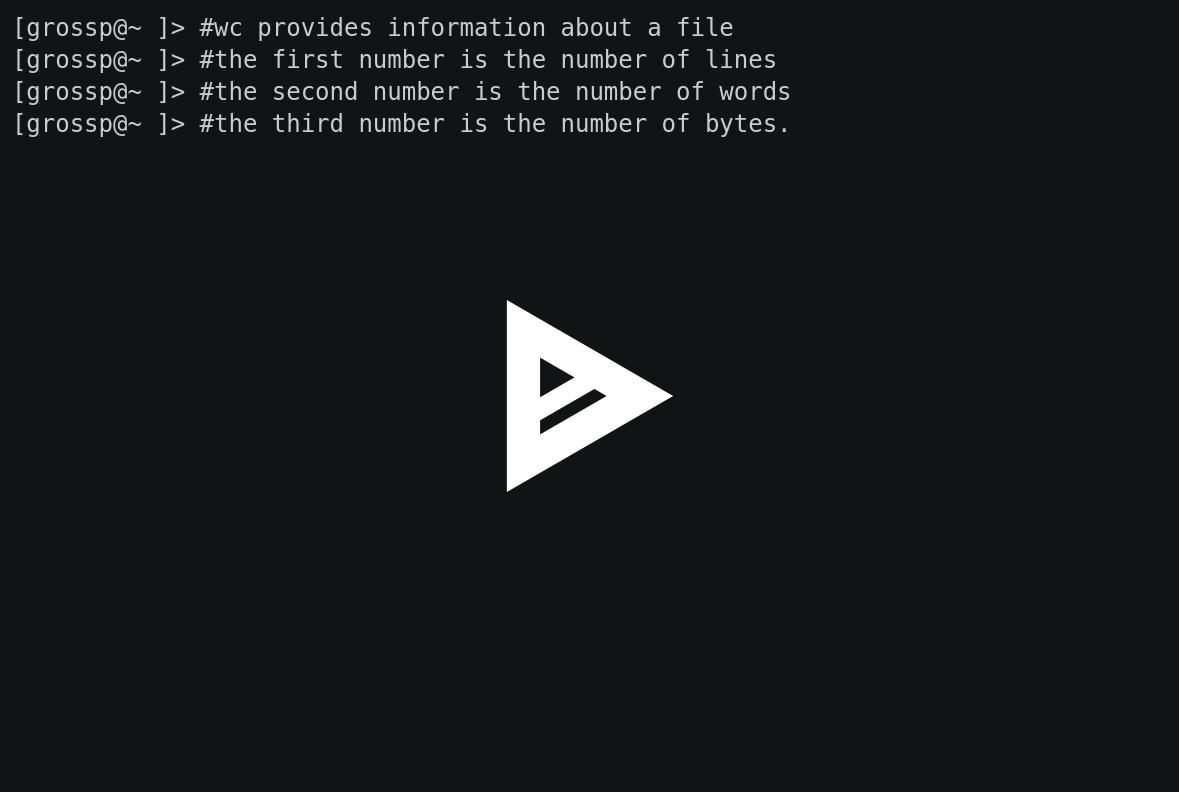 [grossp@~ ]> #wc provides information about a file
[grossp@~ ]> #the first number is the number of lines
[grossp@~ ]> #the second number is the number of words
[grossp@~ ]> #the third number is the number of bytes.